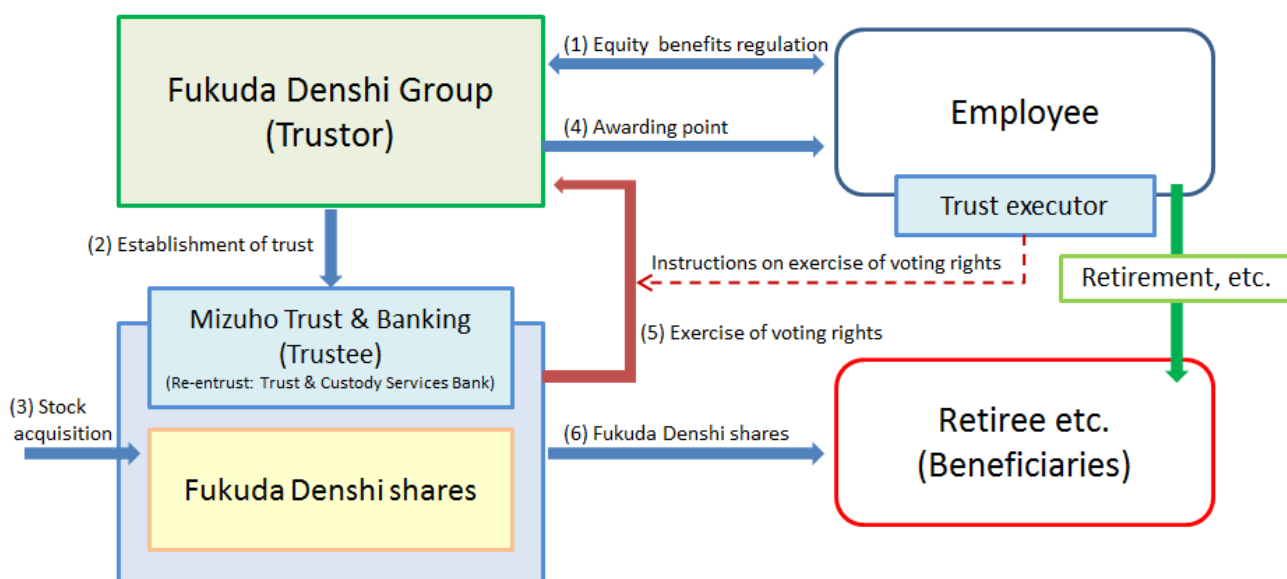 Fukuda Denshi Group
(Trustor)
(1) Equity benefits regulation
(4) Awarding point
Employee
Trust executor
(2) Establishment of trust
Instructions on exercise of voting rights
Retirement, etc.
Mizuho Trust & Banking
(Trustee)
(Re-entrust: Trust & Custody Services Bank)
(5) Exercise of voting rights
(3) Stock
acquisition
Fukuda Denshi shares
(6) Fukuda Denshi shares
Retiree etc.
(Beneficiaries)